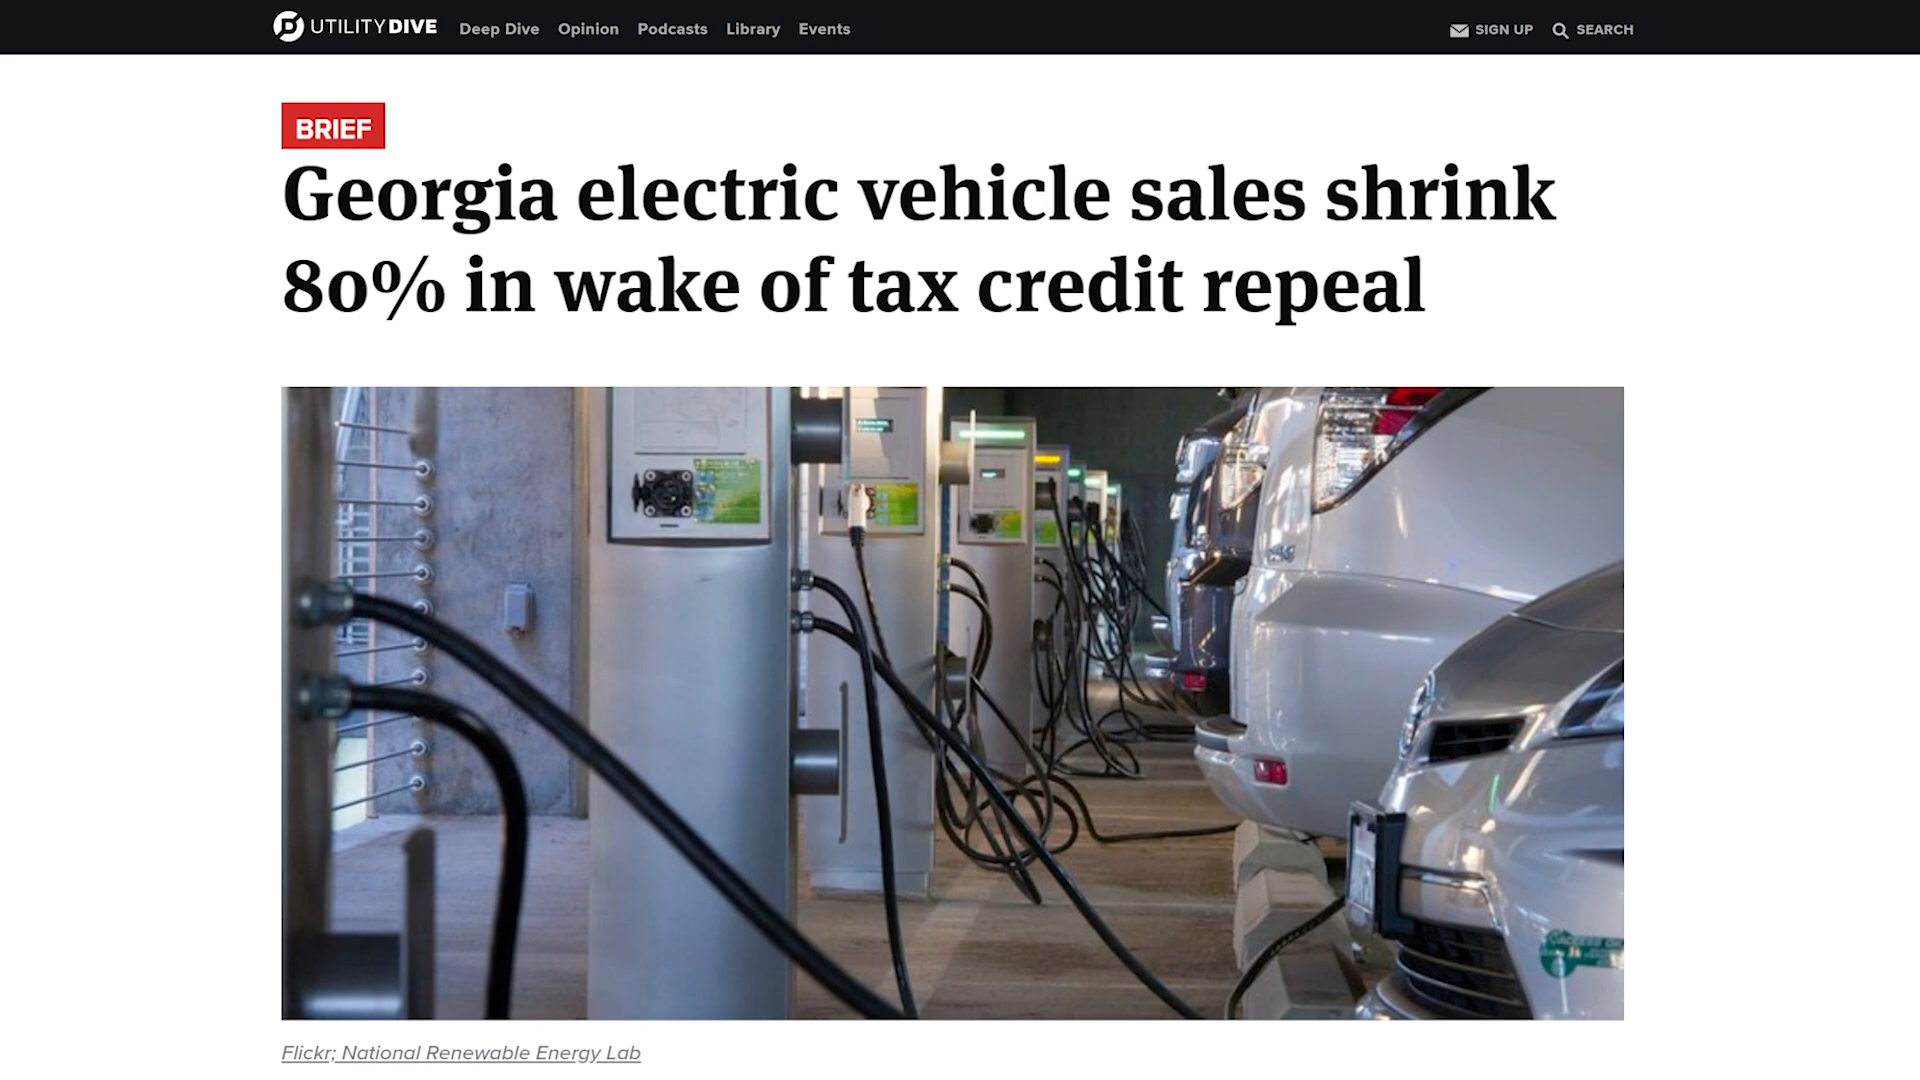 UTILITY DIVE Deep Dive Opinion Podcasts Library Events SIGN UP SEARCH
BRIEF
Georgia electric vehicle sales shrink
80% in wake of tax credit repeal
Flickr; National Renewable Energy Lab